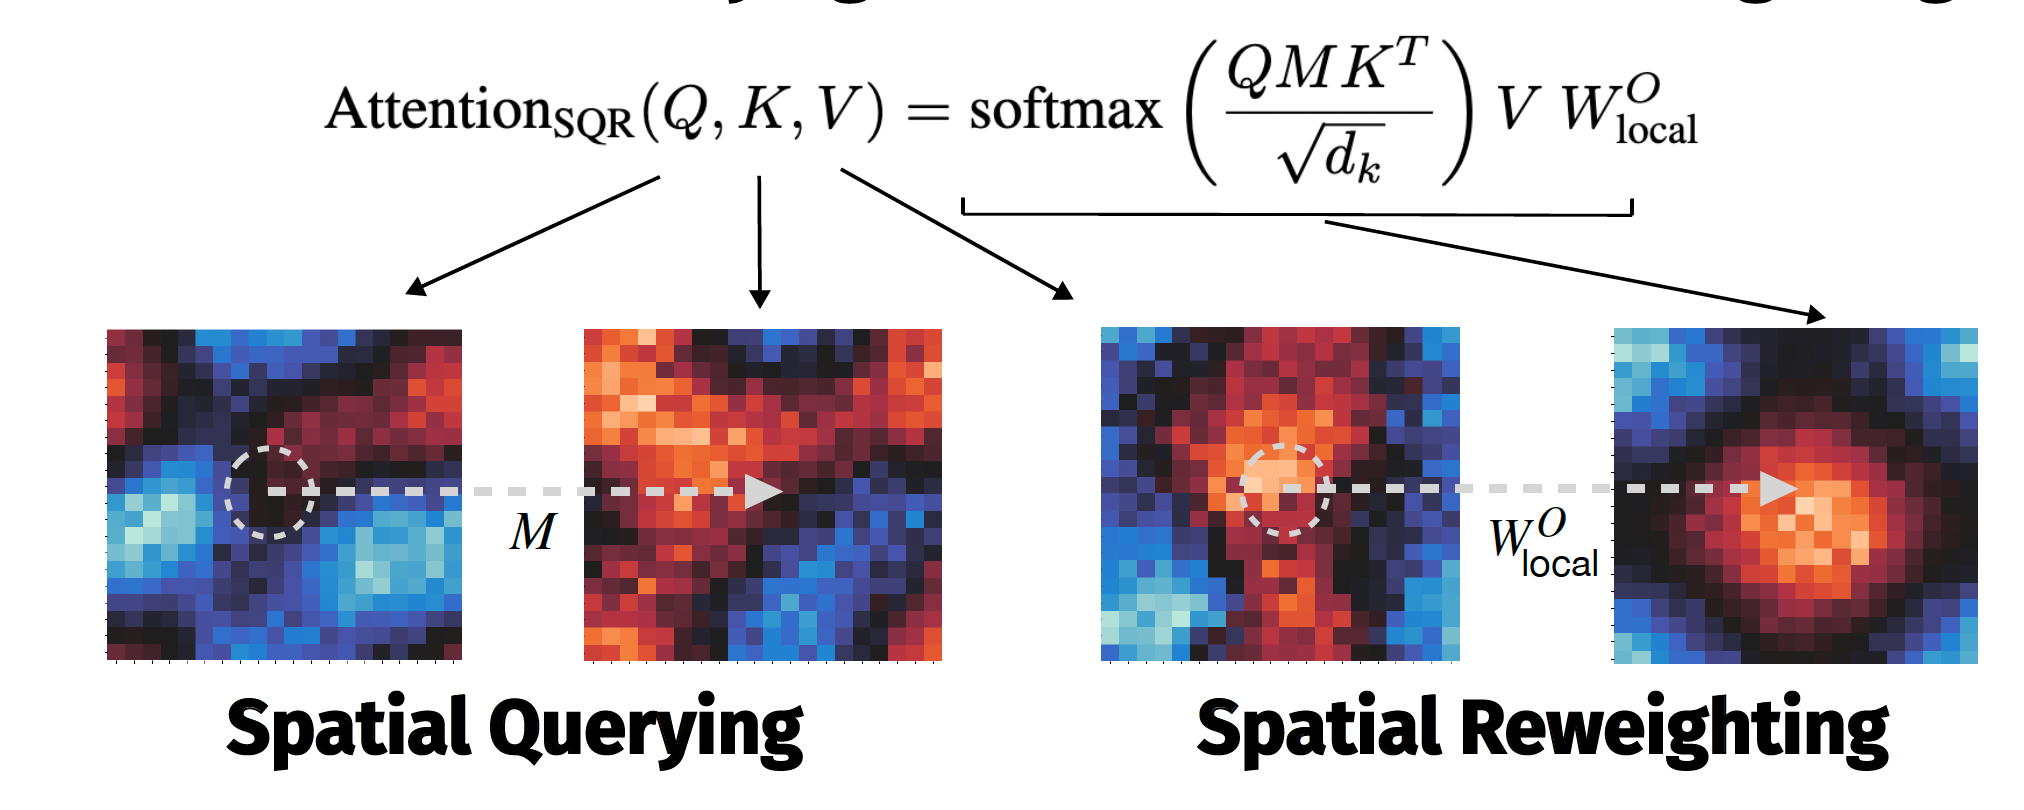 Attention_SQR(Q, K, V) = softmax (QMK^T / √d_k) V W^O_local
M
W^O_local
Spatial Querying
Spatial Reweighting